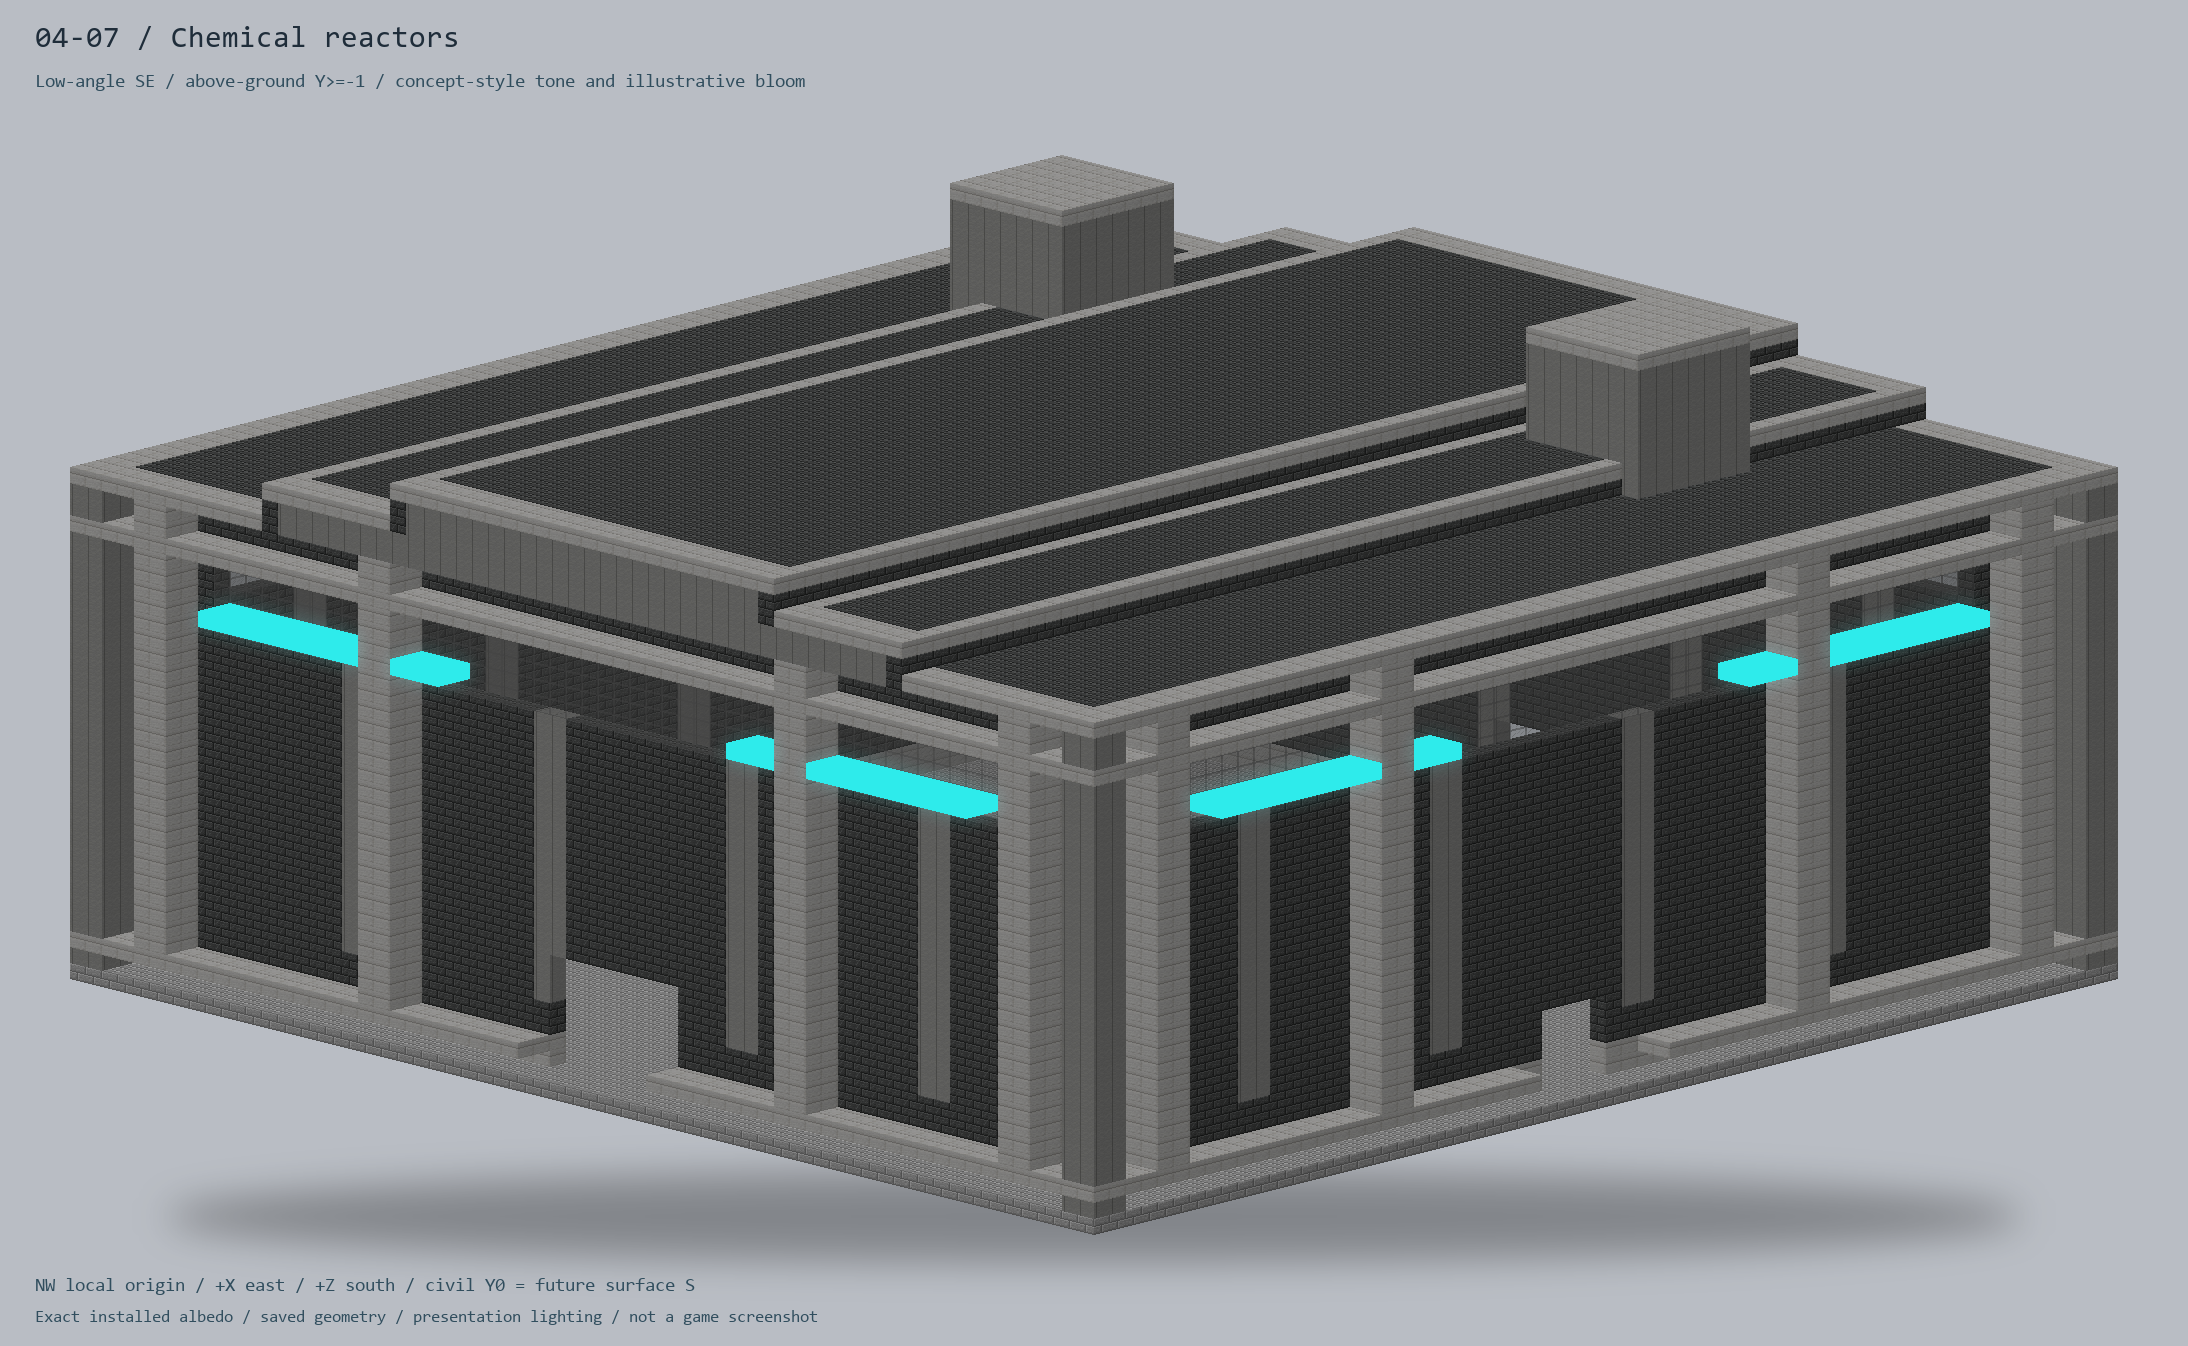 04-07 / Chemical reactors
Low-angle SE / above-ground Y>=-1 / concept-style tone and illustrative bloom
NW local origin / +X east / +Z south / civil Y0 = future surface S
Exact installed albedo / saved geometry / presentation lighting / not a game screenshot